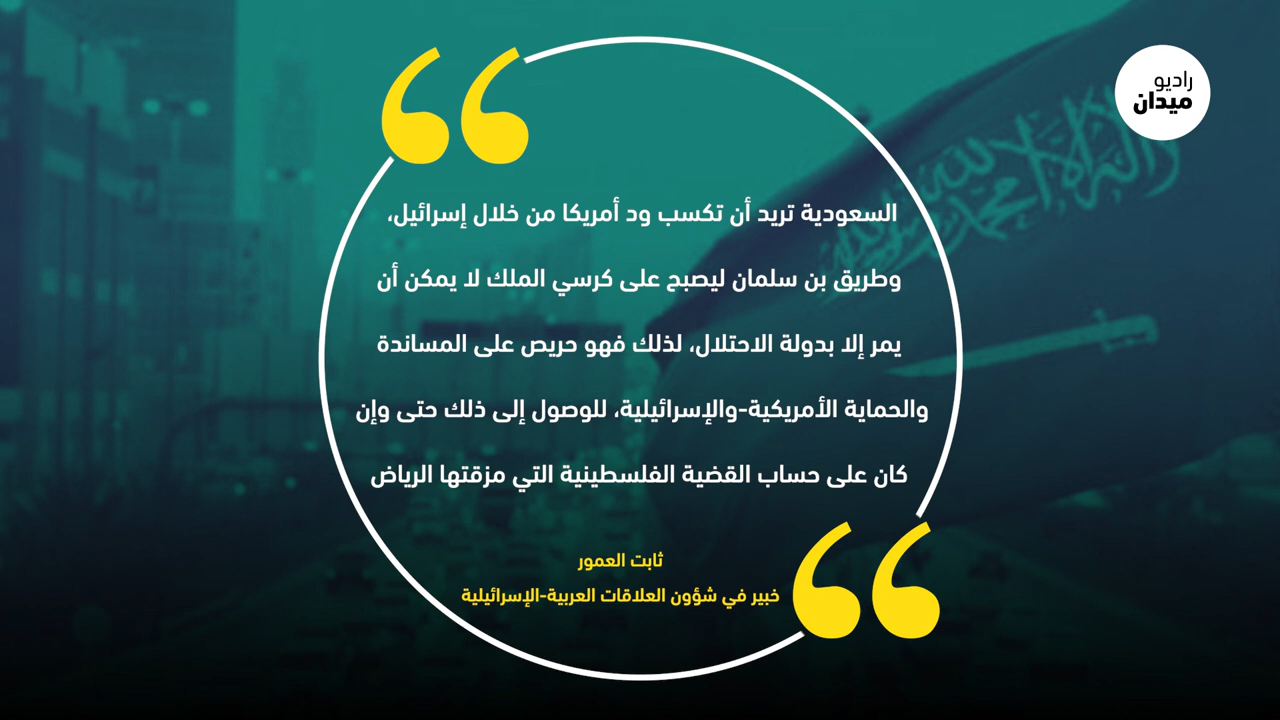 راديو
ميدان
السعودية تريد أن تكسب ود أمريكا من خلال إسرائيل،
وطريق بن سلمان ليصبح على كرسي الملك لا يمكن أن
يمر إلا بدولة الاحتلال، لذلك فهو حريص على المساندة
والحماية الأمريكية-والإسرائيلية، للوصول إلى ذلك حتى وإن
كان على حساب القضية الفلسطينية التي مزقتها الرياض
ثابت العمور
خبير في شؤون العلاقات العربية-الإسرائيلية